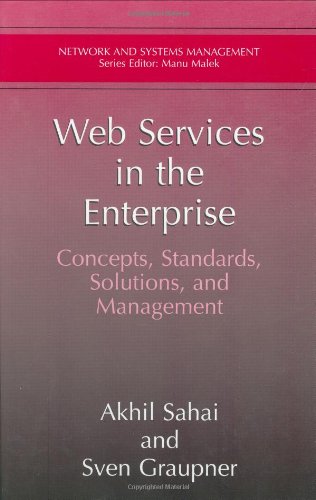 NETWORK AND SYSTEMS MANAGEMENT
Series Editor: Manu Malek
Web Services
in the
Enterprise
Concepts, Standards,
Solutions, and
Management
Akhil Sahai
and
Sven Graupner